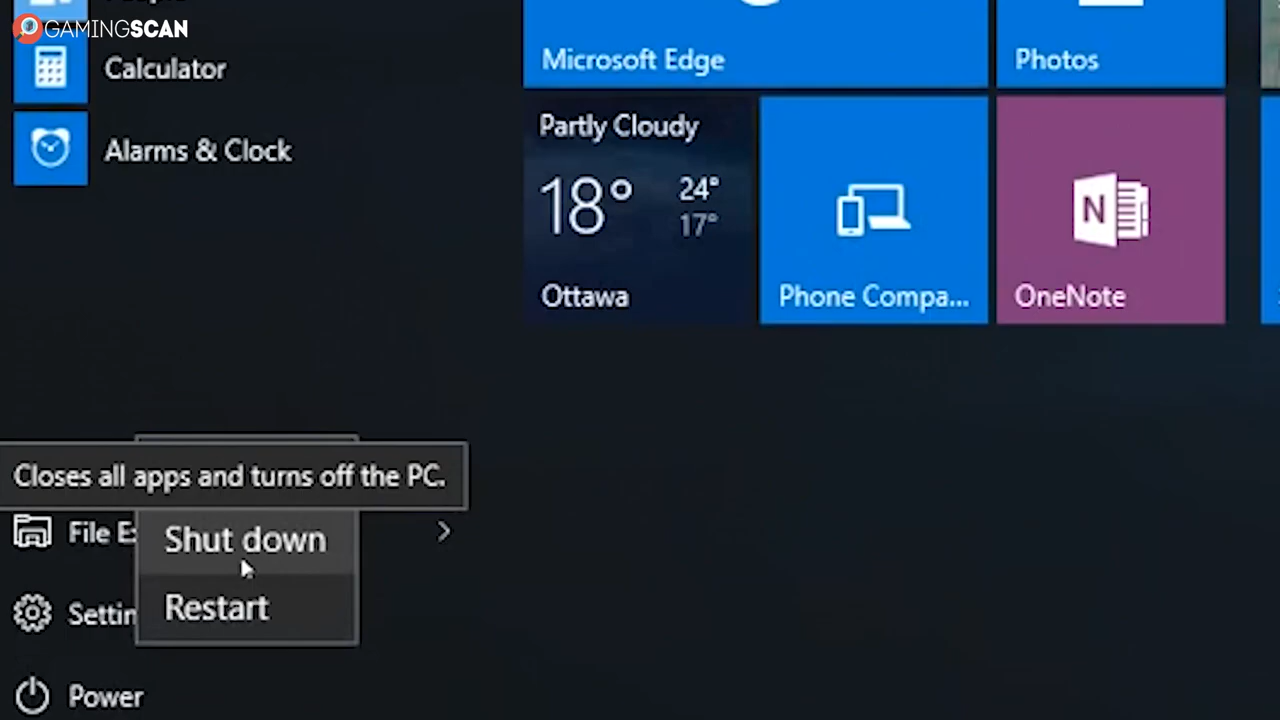 GAMINGSCAN
Calculator
Alarms & Clock
Microsoft Edge
Photos
Partly Cloudy
18°
24°
17°
Ottawa
Phone Compa...
N
OneNote
Closes all apps and turns off the PC.
File Ex
Shut down
Settin
Restart
Power